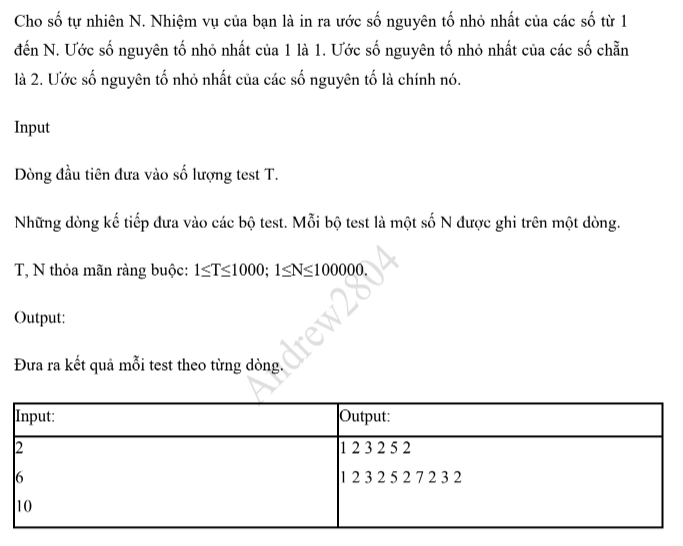 Cho số tự nhiên N. Nhiệm vụ của bạn là in ra ước số nguyên tố nhỏ nhất của các số từ 1
đến N. Ước số nguyên tố nhỏ nhất của 1 là 1. Ước số nguyên tố nhỏ nhất của các số chẵn
là 2. Ước số nguyên tố nhỏ nhất của các số nguyên tố là chính nó.
Input
Dòng đầu tiên đưa vào số lượng test T.
Những dòng kế tiếp đưa vào các bộ test. Mỗi bộ test là một số N được ghi trên một dòng.
T, N thỏa mãn ràng buộc: 1≤T≤1000; 1≤N≤100000.
Output:
Đưa ra kết quả mỗi test theo từng dòng.
Andrew2804
Input:
Output:
2
6
10
1 2 3 2 5 2
1 2 3 2 5 2 7 2 3 2